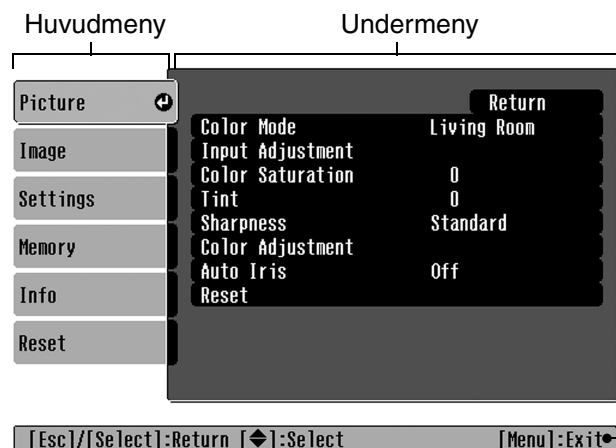 Huvudmeny Undermeny
Picture
Image
Settings
Memory
Info
Reset
Return
Color Mode Living Room
Input Adjustment
Color Saturation 0
Tint 0
Sharpness Standard
Color Adjustment
Auto Iris Off
Reset
[Esc]/[Select]:Return [◆]:Select [Menu]:Exit